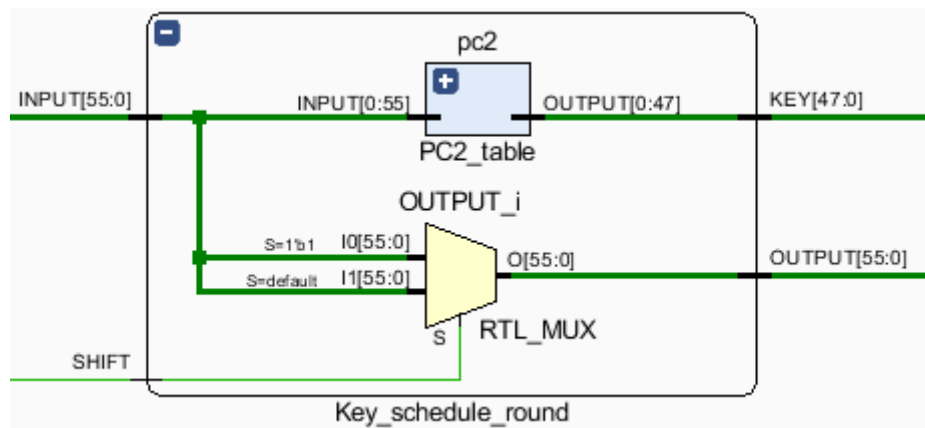 pc2
INPUT[55:0]
INPUT[0:55]
OUTPUT[0:47]
KEY[47:0]
PC2_table
OUTPUT_i
S=1'b1
I0[55:0]
S=default
I1[55:0]
O[55:0]
OUTPUT[55:0]
S
RTL_MUX
SHIFT
Key_schedule_round